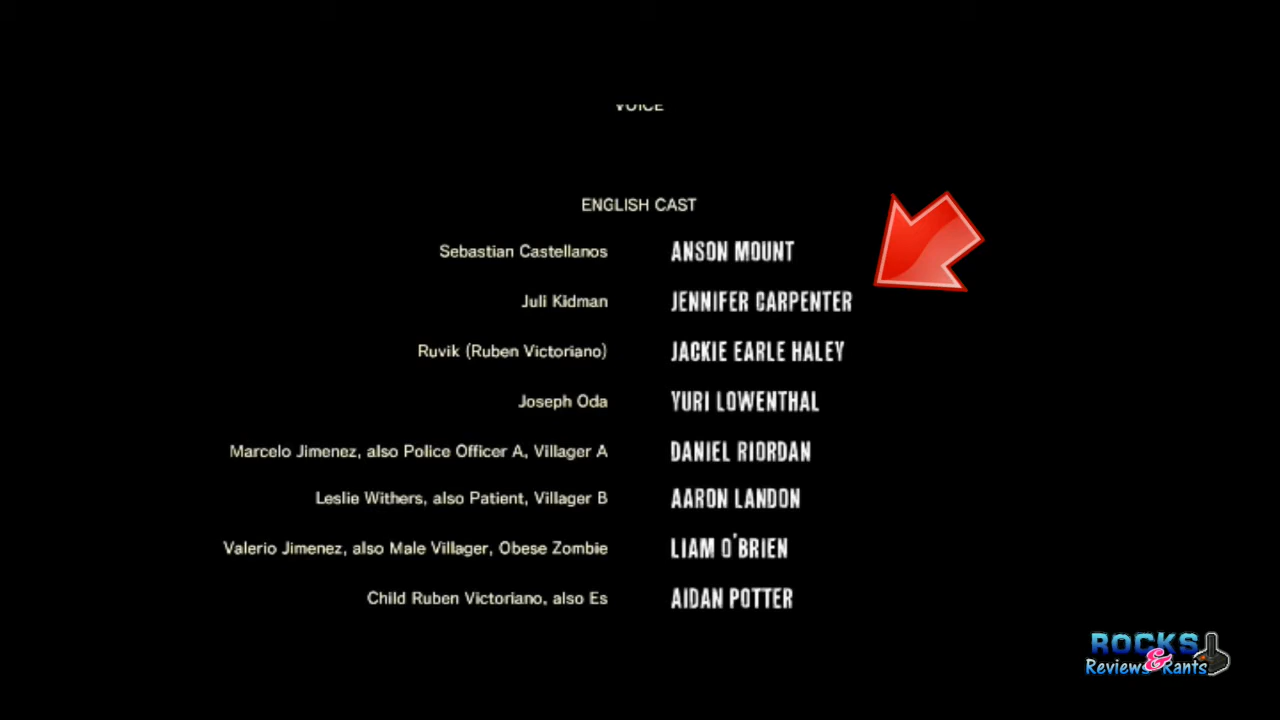 VOICE
ENGLISH CAST
Sebastian Castellanos ANSON MOUNT
Juli Kidman JENNIFER CARPENTER
Ruvik (Ruben Victoriano) JACKIE EARLE HALEY
Joseph Oda YURI LOWENTHAL
Marcelo Jimenez, also Police Officer A, Villager A DANIEL RIORDAN
Leslie Withers, also Patient, Villager B AARON LANDON
Valerio Jimenez, also Male Villager, Obese Zombie LIAM O'BRIEN
Child Ruben Victoriano, also Es AIDAN POTTER
ROCKS
Reviews & Rants